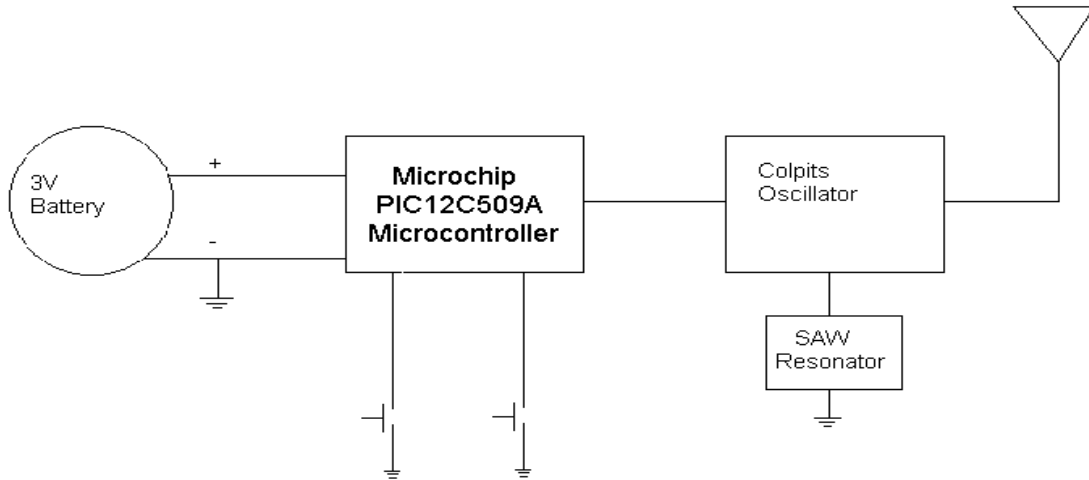 3V
Battery
+
-
Microchip
PIC12C509A
Microcontroller
Colpits
Oscillator
SAW
Resonator